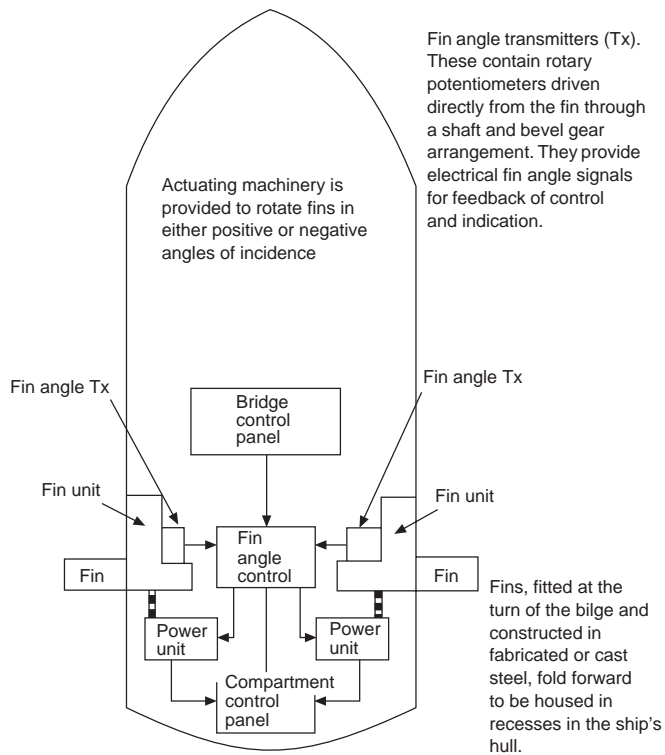 Fin angle transmitters (Tx).
These contain rotary
potentiometers driven
directly from the fin through
a shaft and bevel gear
arrangement. They provide
electrical fin angle signals
for feedback of control
and indication.
Actuating machinery is
provided to rotate fins in
either positive or negative
angles of incidence
Fin angle Tx
Fin angle Tx
Bridge
control
panel
Fin unit
Fin unit
Fin
angle
control
Fin
Fin
Power
unit
Power
unit
Compartment
control
panel
Fins, fitted at the
turn of the bilge and
constructed in
fabricated or cast
steel, fold forward
to be housed in
recesses in the ship's
hull.